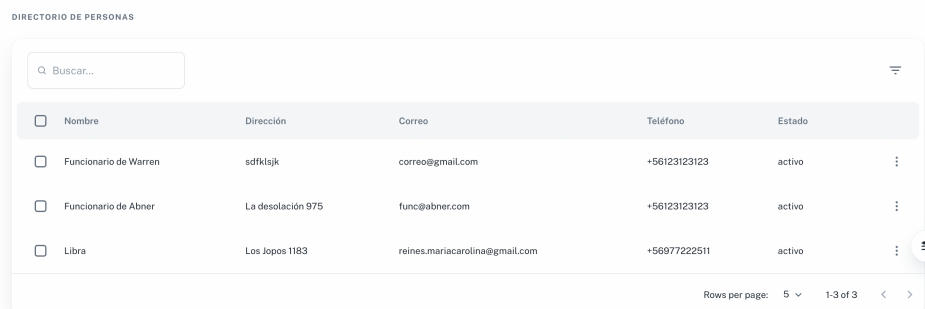 DIRECTORIO DE PERSONAS
Buscar...
Nombre Dirección Correo Teléfono Estado
Funcionario de Warren sdfklsjk correo@gmail.com +56123123123 activo
Funcionario de Abner La desolación 975 func@abner.com +56123123123 activo
Libra Los Jopos 1183 reines.mariacarolina@gmail.com +56977222511 activo
Rows per page: 5 1-3 of 3